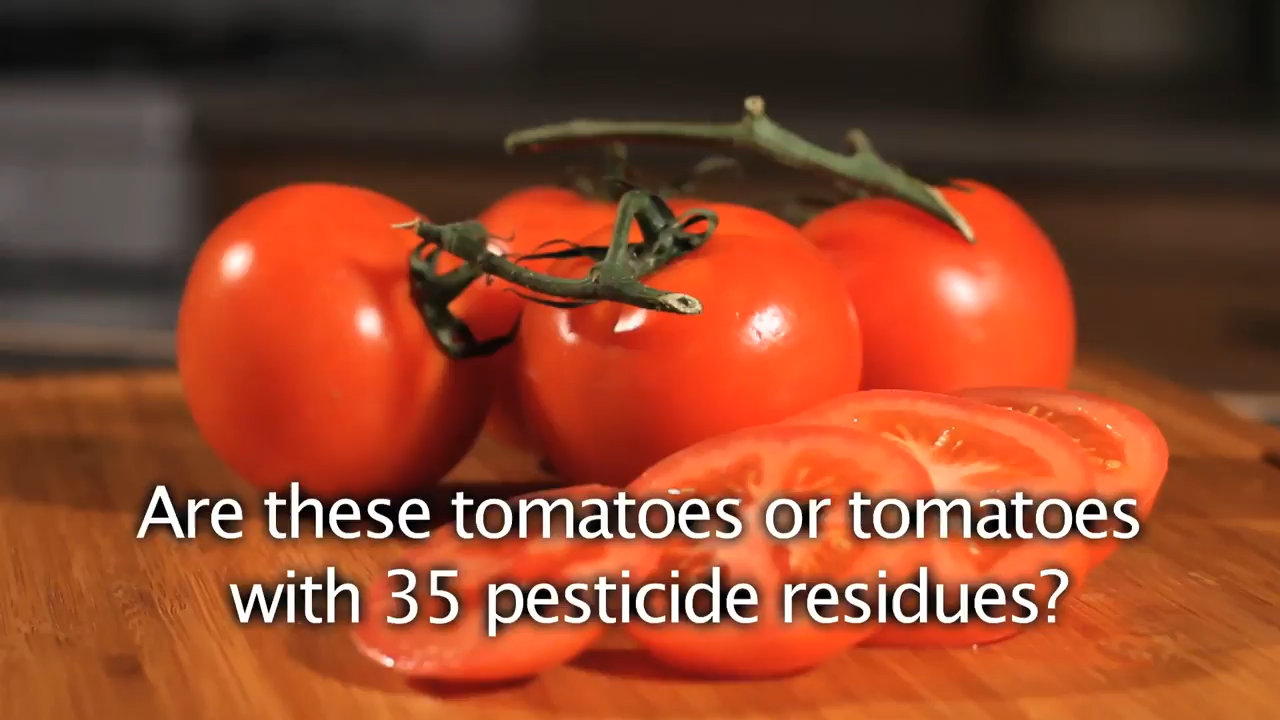 Are these tomatoes or tomatoes
with 35 pesticide residues?